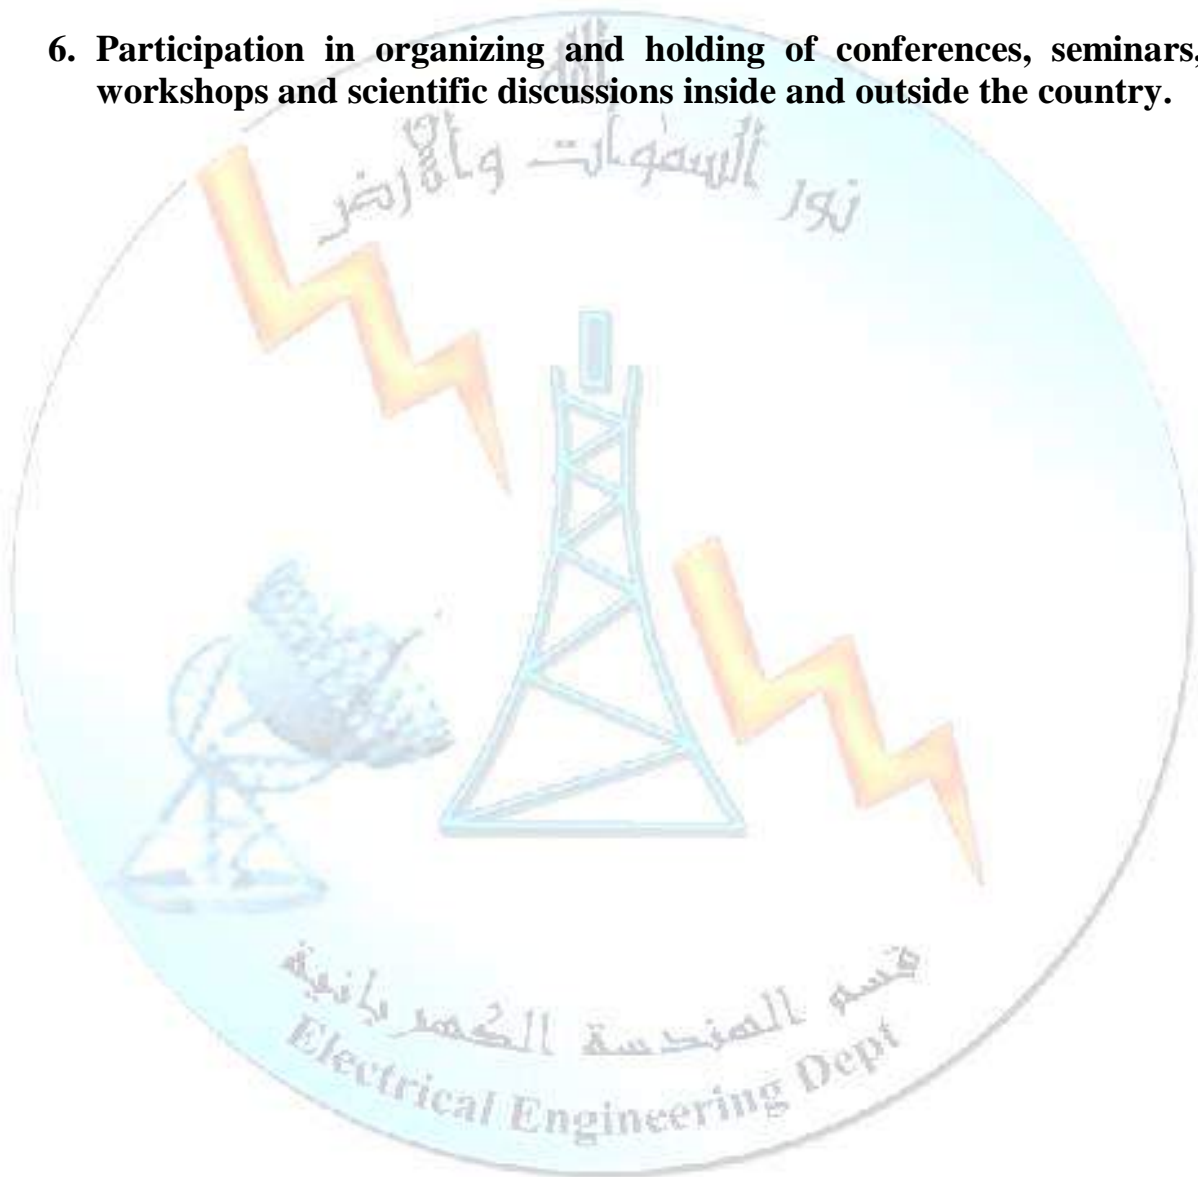 6. Participation in organizing and holding of conferences, seminars,
workshops and scientific discussions inside and outside the country.
الله
نور السموات والأرض
قسم الهندسة الكهربائية
Electrical Engineering Dept